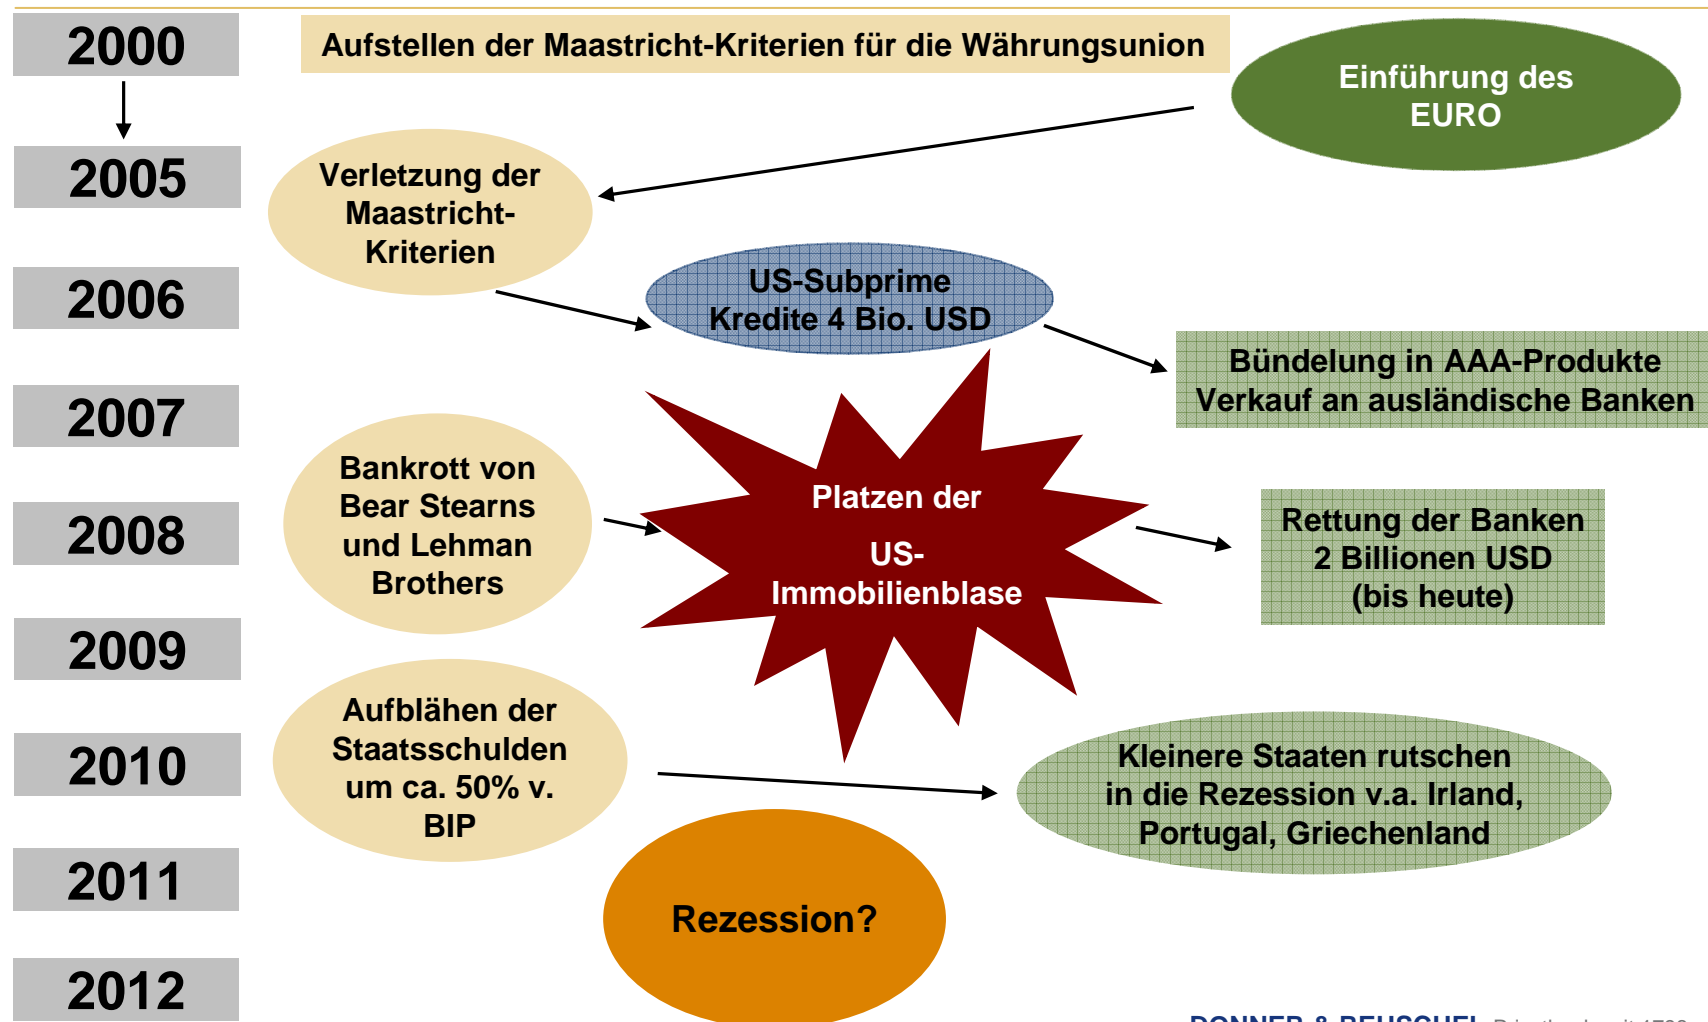 2000
Aufstellen der Maastricht-Kriterien für die Währungsunion
Einführung des
EURO
2005
Verletzung der
Maastricht-
Kriterien
2006
US-Subprime
Kredite 4 Bio. USD
Bündelung in AAA-Produkte
Verkauf an ausländische Banken
2007
Bankrott von
Bear Stearns
und Lehman
Brothers
Platzen der
US-
Immobilienblase
2008
Rettung der Banken
2 Billionen USD
(bis heute)
2009
Aufblähen der
Staatsschulden
um ca. 50% v.
BIP
2010
Kleinere Staaten rutschen
in die Rezession v.a. Irland,
Portugal, Griechenland
2011
Rezession?
2012